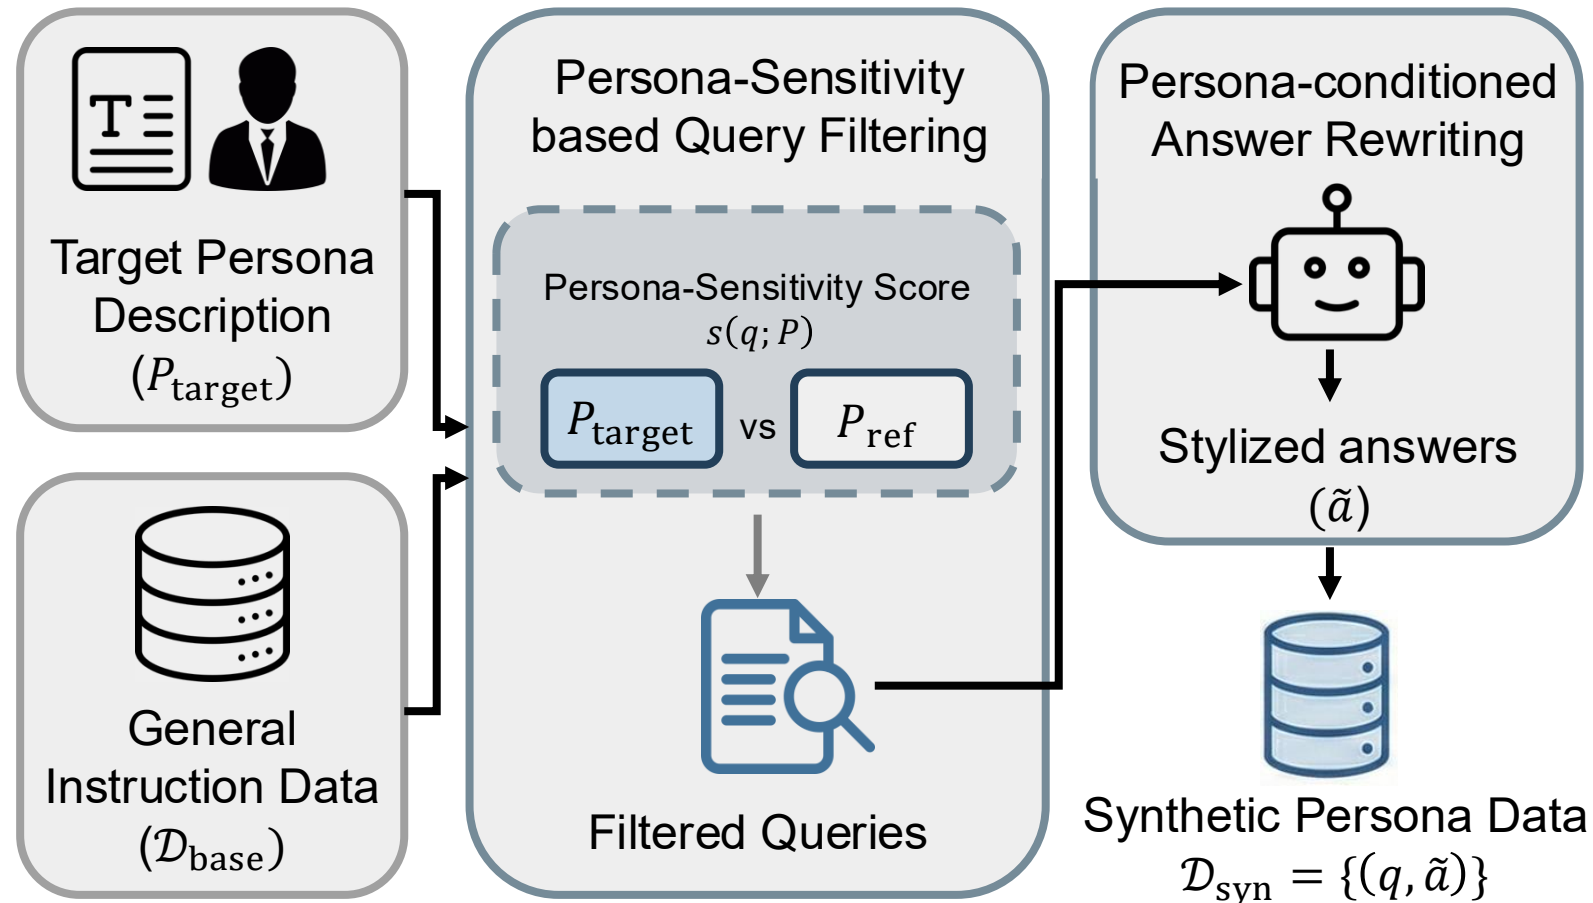 T
Target Persona
Description
(P_target)
General
Instruction Data
(𝒟_base)
Persona-Sensitivity
based Query Filtering
Persona-Sensitivity Score
s(q; P)
P_target vs P_ref
Filtered Queries
Persona-conditioned
Answer Rewriting
Stylized answers
(ã)
Synthetic Persona Data
𝒟_syn = {(q, ã)}